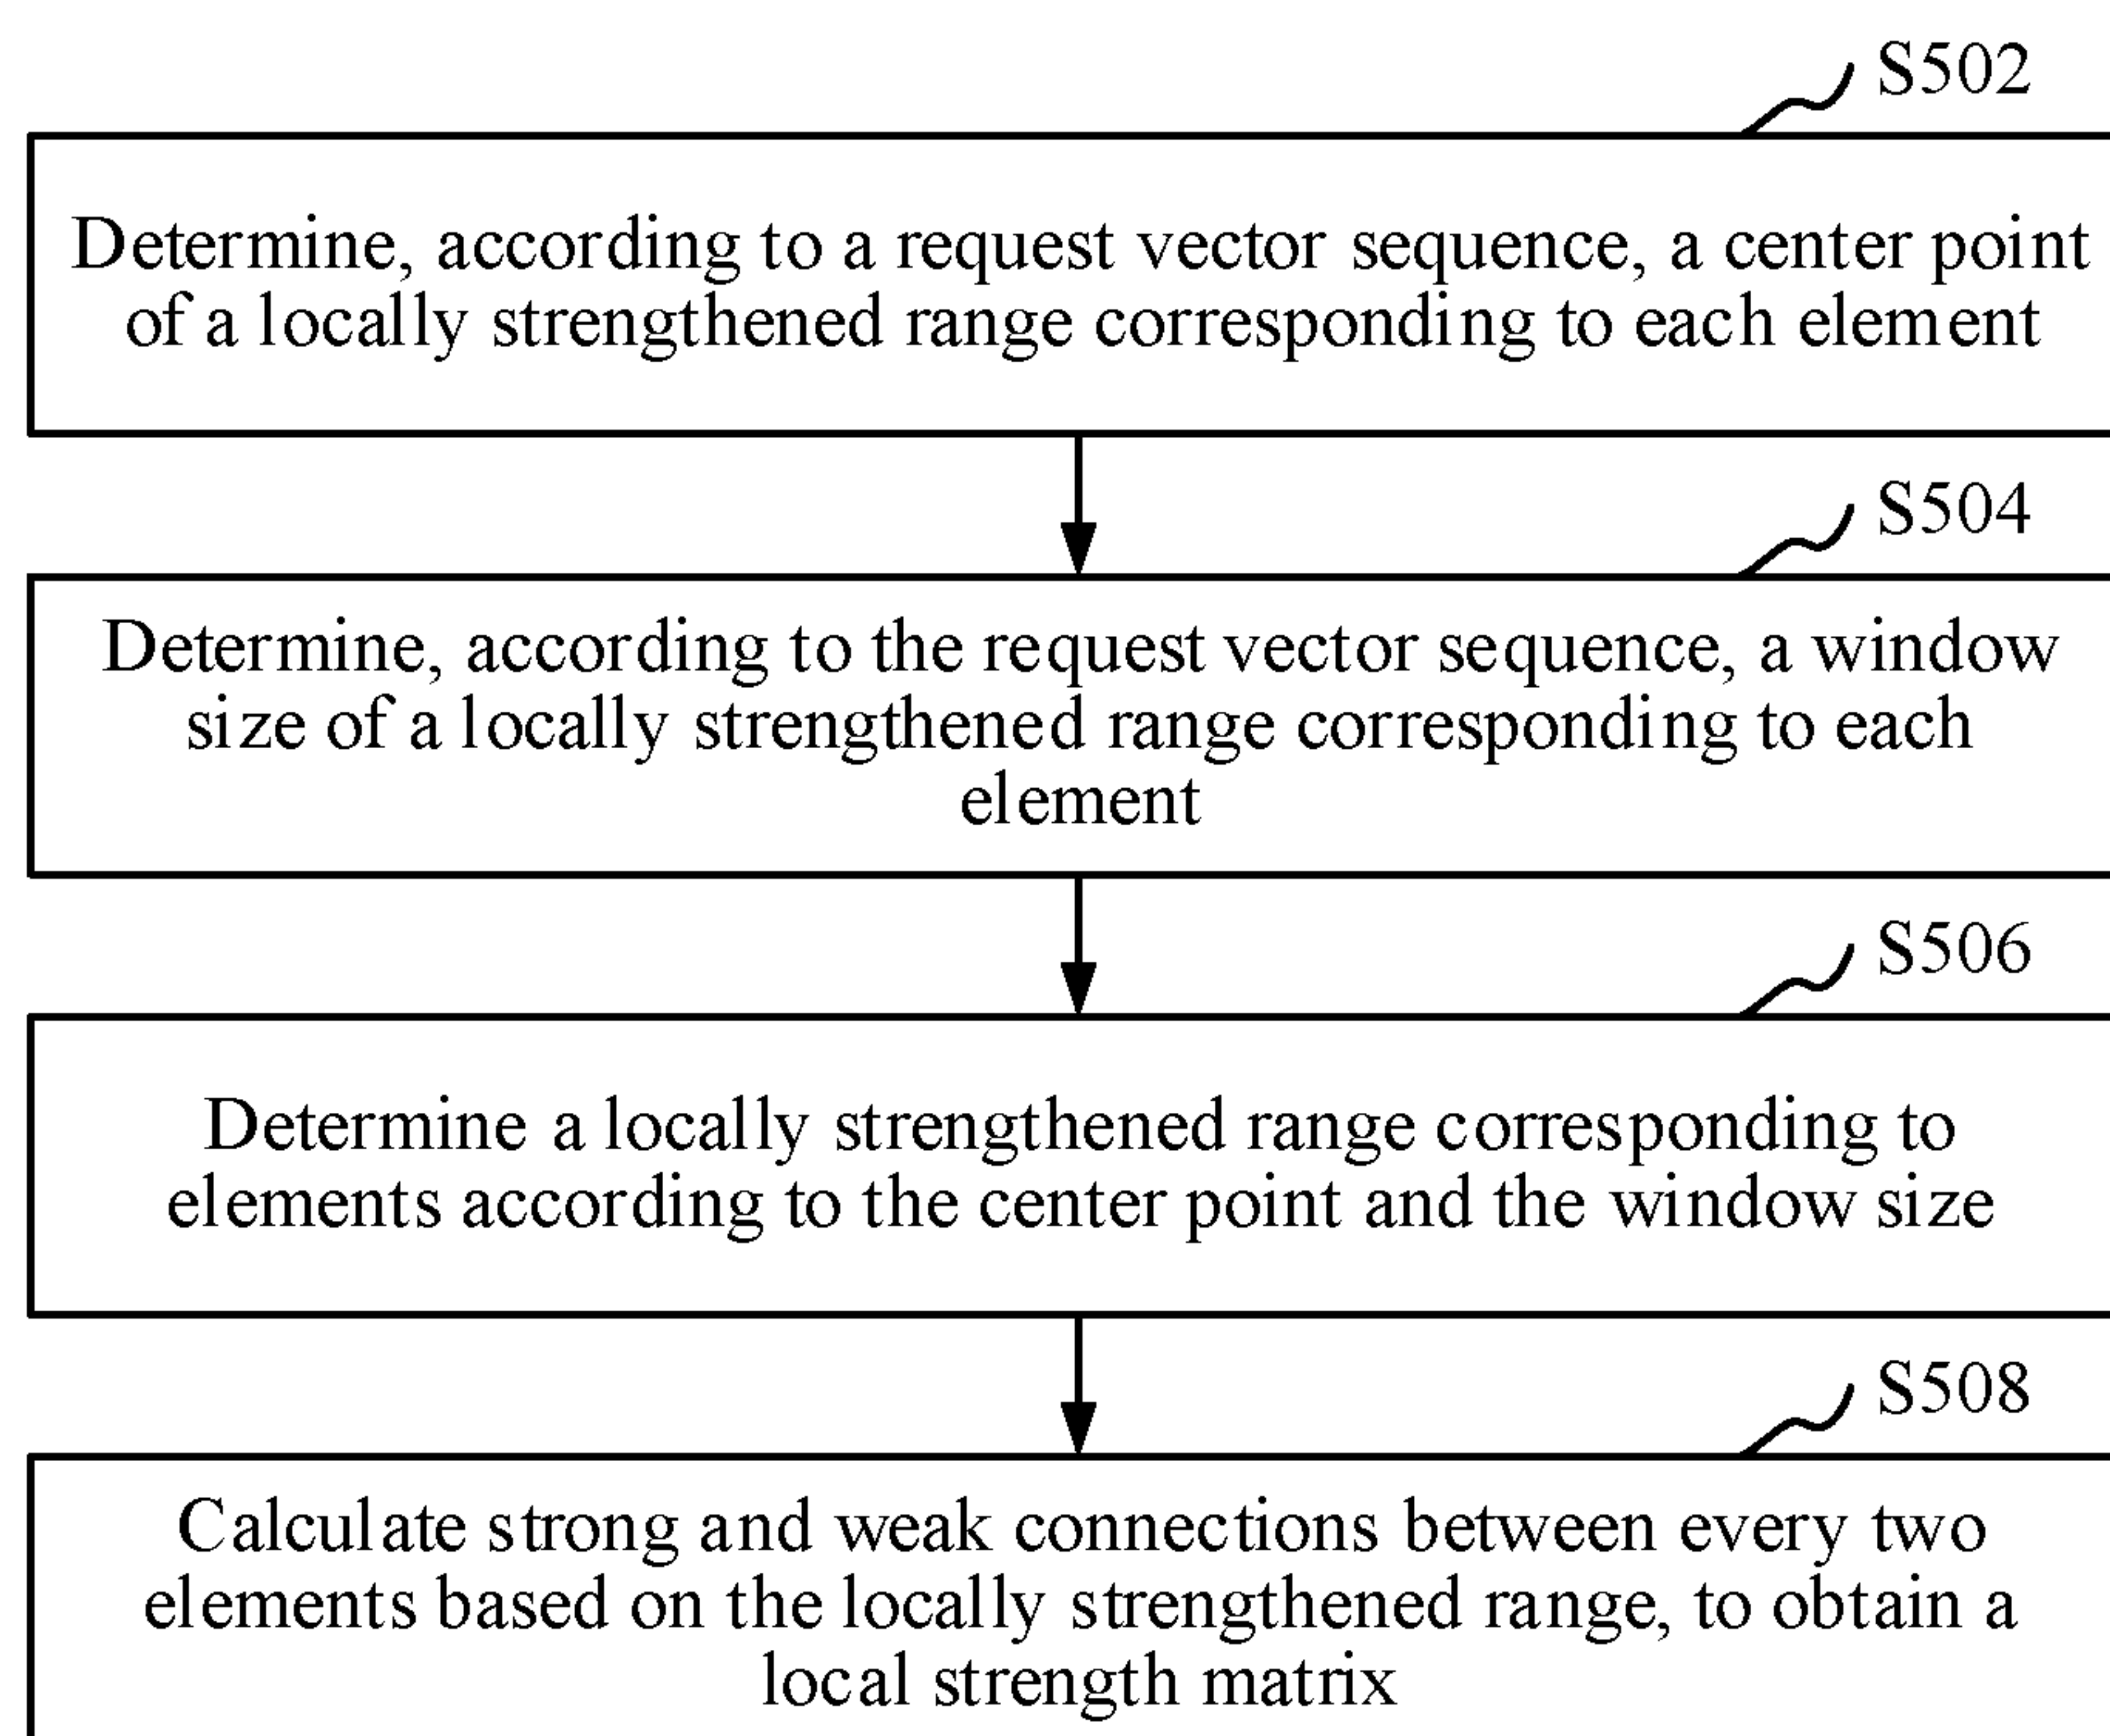 S502
Determine, according to a request vector sequence, a center point
of a locally strengthened range corresponding to each element
S504
Determine, according to the request vector sequence, a window
size of a locally strengthened range corresponding to each
element
S506
Determine a locally strengthened range corresponding to
elements according to the center point and the window size
S508
Calculate strong and weak connections between every two
elements based on the locally strengthened range, to obtain a
local strength matrix